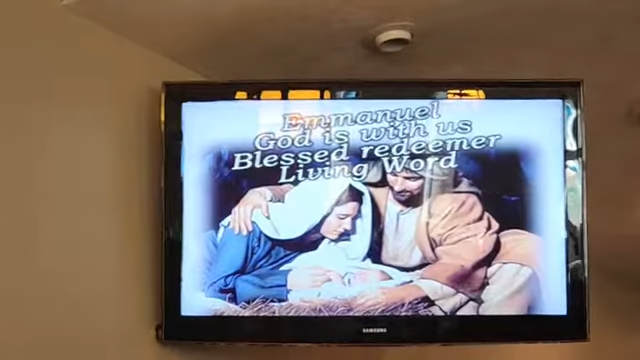 Emmanuel
God is with us
Blessed redeemer
Living Word
SAMSUNG